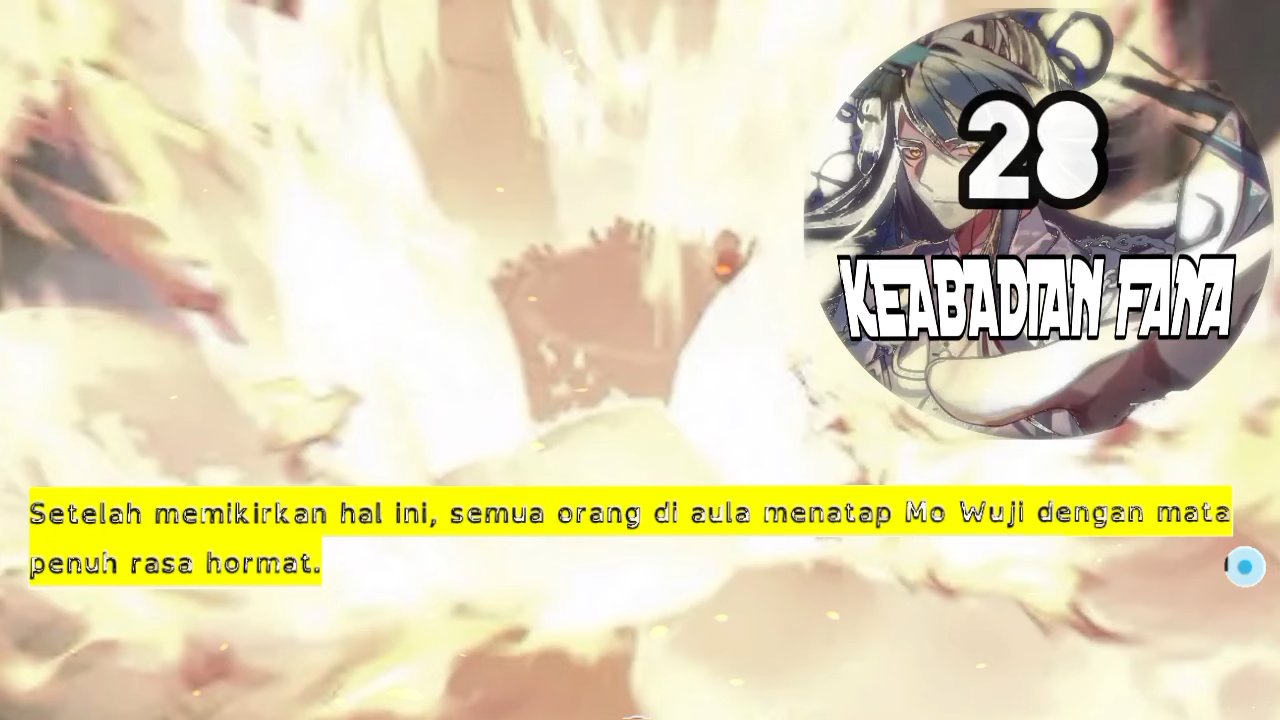 28
KEABADIAN FANA
Setelah memikirkan hal ini, semua orang di aula menatap Mo Wuji dengan mata
penuh rasa hormat.